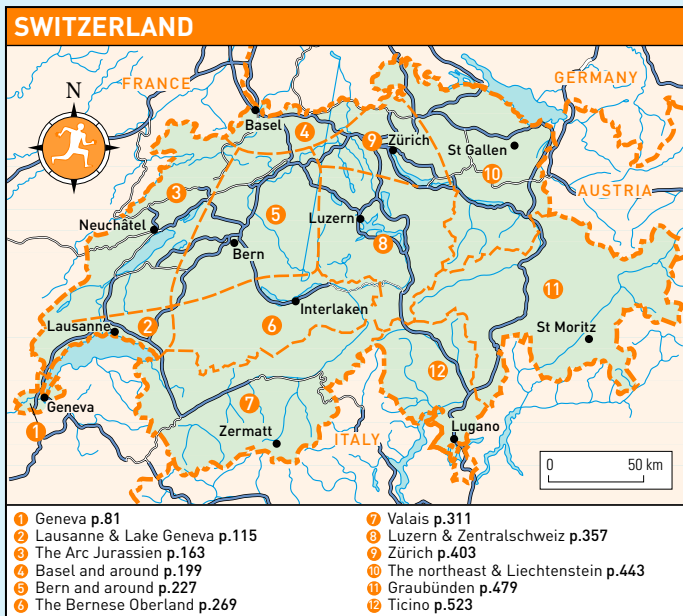 SWITZERLAND
FRANCE
GERMANY
N
Basel
4
9
Zürich
St Gallen
10
3
AUSTRIA
Neuchâtel
5
Luzern
Bern
8
11
Interlaken
Lausanne
2
6
St Moritz
12
7
Geneva
1
Zermatt
ITALY
Lugano
0 50 km
1 Geneva p.81
2 Lausanne & Lake Geneva p.115
3 The Arc Jurassien p.163
4 Basel and around p.199
5 Bern and around p.227
6 The Bernese Oberland p.269
7 Valais p.311
8 Luzern & Zentralschweiz p.357
9 Zürich p.403
10 The northeast & Liechtenstein p.443
11 Graubünden p.479
12 Ticino p.523